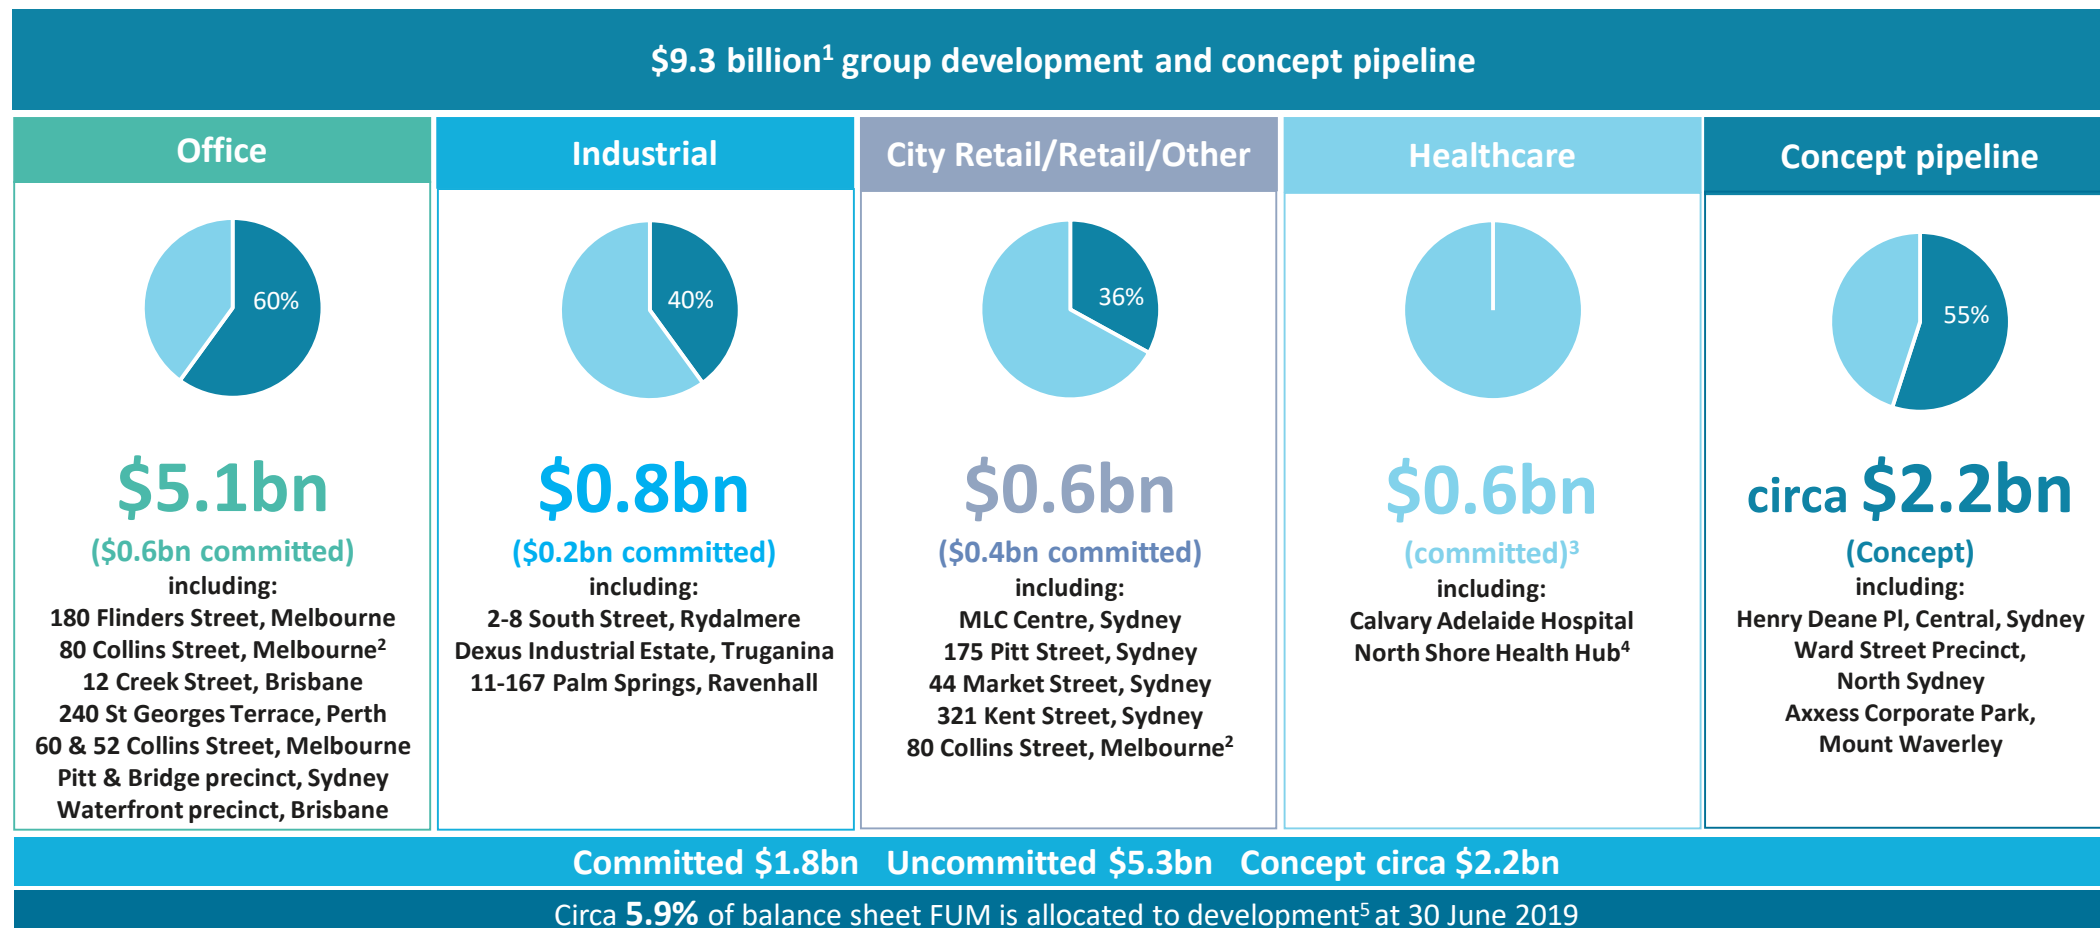 $9.3 billion¹ group development and concept pipeline
Office
60%
$5.1bn
($0.6bn committed)
including:
180 Flinders Street, Melbourne
80 Collins Street, Melbourne²
12 Creek Street, Brisbane
240 St Georges Terrace, Perth
60 & 52 Collins Street, Melbourne
Pitt & Bridge precinct, Sydney
Waterfront precinct, Brisbane
Industrial
40%
$0.8bn
($0.2bn committed)
including:
2-8 South Street, Rydalmere
Dexus Industrial Estate, Truganina
11-167 Palm Springs, Ravenhall
City Retail/Retail/Other
36%
$0.6bn
($0.4bn committed)
including:
MLC Centre, Sydney
175 Pitt Street, Sydney
44 Market Street, Sydney
321 Kent Street, Sydney
80 Collins Street, Melbourne²
Healthcare
$0.6bn
(committed)³
including:
Calvary Adelaide Hospital
North Shore Health Hub⁴
Concept pipeline
55%
circa $2.2bn
(Concept)
including:
Henry Deane Pl, Central, Sydney
Ward Street Precinct,
North Sydney
Axxess Corporate Park,
Mount Waverley
Committed $1.8bn Uncommitted $5.3bn Concept circa $2.2bn
Circa 5.9% of balance sheet FUM is allocated to development⁵ at 30 June 2019